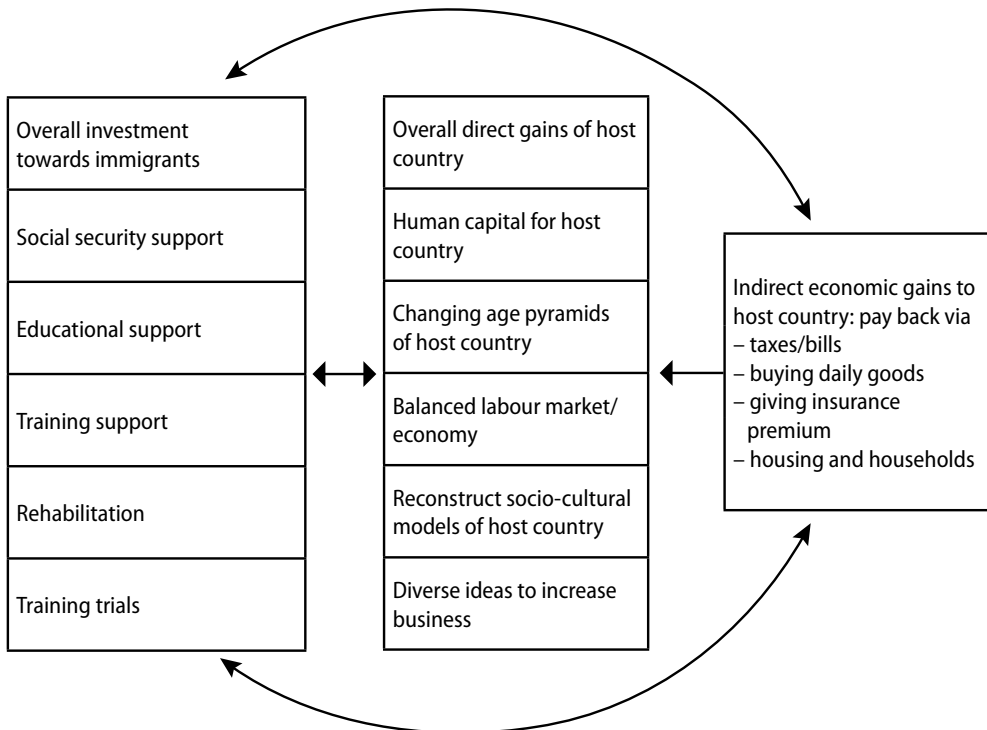 Overall investment
towards immigrants
Social security support
Educational support
Training support
Rehabilitation
Training trials
Overall direct gains of host
country
Human capital for host
country
Changing age pyramids
of host country
Balanced labour market/
economy
Reconstruct socio-cultural
models of host country
Diverse ideas to increase
business
Indirect economic gains to
host country: pay back via
– taxes/bills
– buying daily goods
– giving insurance
premium
– housing and households